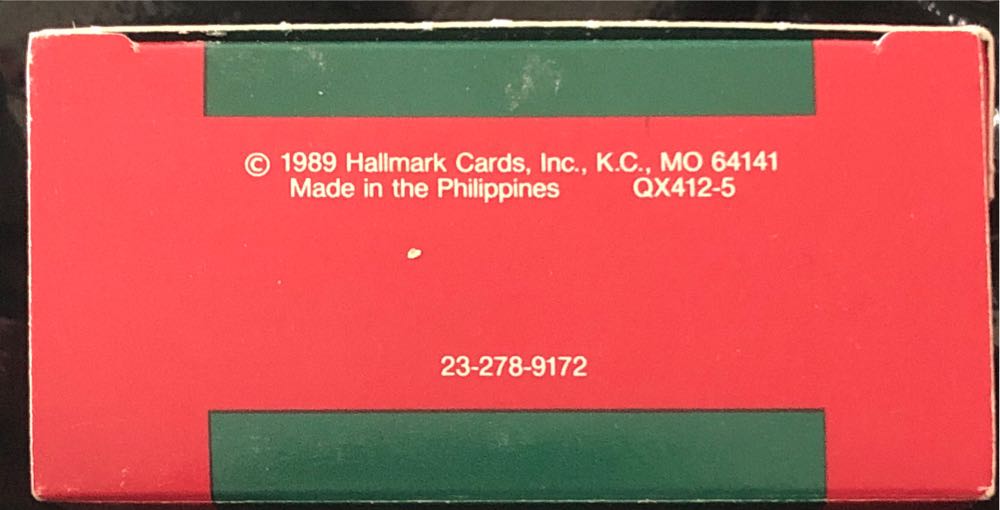 © 1989 Hallmark Cards, Inc., K.C., MO 64141
Made in the Philippines QX412-5
23-278-9172